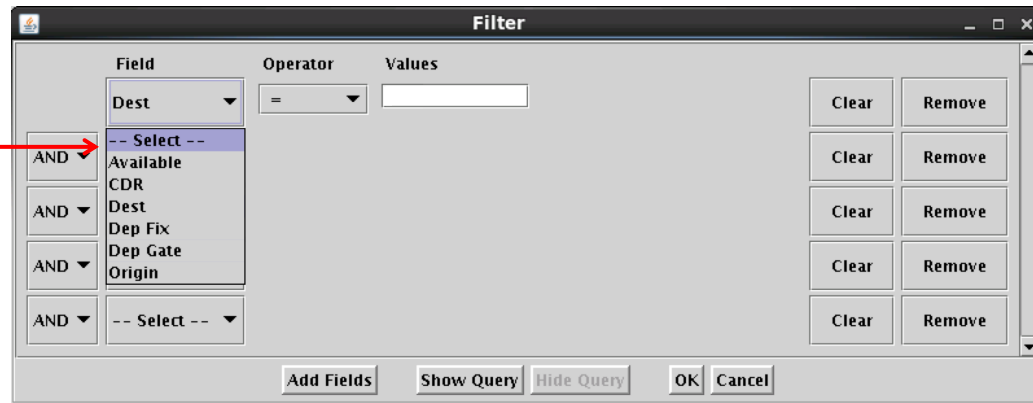 Filter
Field Operator Values
Dest = Clear Remove
-- Select --
AND Available Clear Remove
CDR
AND Dest Clear Remove
Dep Fix
Dep Gate
AND Origin Clear Remove
AND -- Select -- Clear Remove
Add Fields Show Query Hide Query OK Cancel